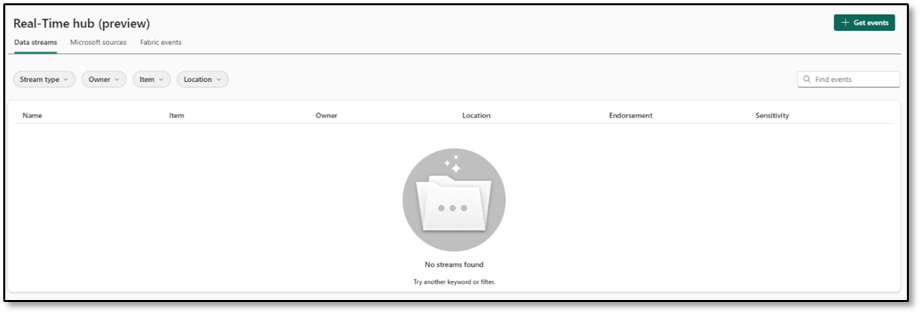 Real-Time hub (preview)
+ Get events
Data streams Microsoft sources Fabric events
Stream type Owner Item Location
Find events
Name Item Owner Location Endorsement Sensitivity
No streams found
Try another keyword or filter.